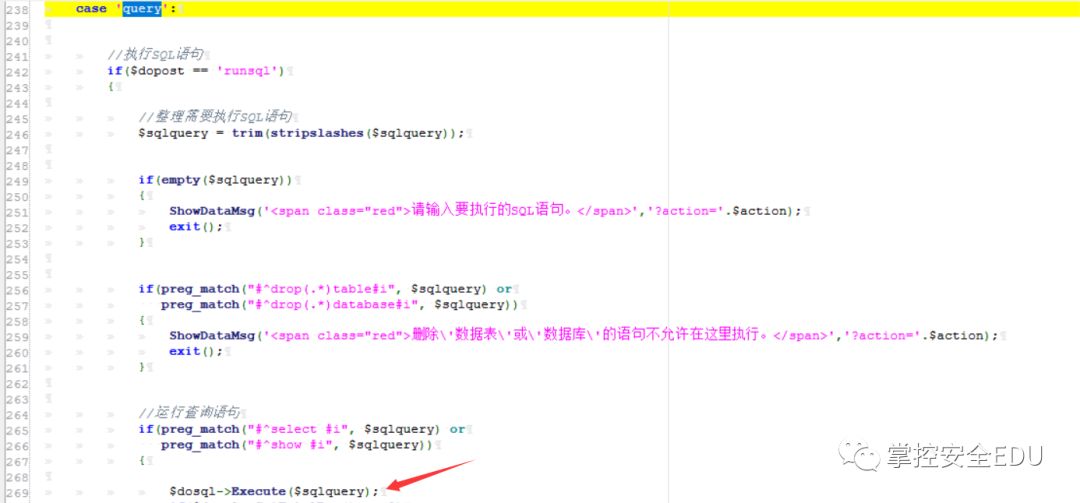 238 case 'query':
239
240
241 //执行SQL语句
242 if($dopost == 'runsql')
243 {
244
245 //整理需要执行SQL语句
246 $sqlquery = trim(stripslashes($sqlquery));
247
248
249 if(empty($sqlquery))
250 {
251 ShowDataMsg('<span class="red">请输入要执行的SQL语句。</span>','?action='.$action);
252 exit();
253 }
254
255
256 if(preg_match("#^drop(.*)table#i", $sqlquery) or
257 preg_match("#^drop(.*)database#i", $sqlquery))
258 {
259 ShowDataMsg('<span class="red">删除\'数据表\'或\'数据库\'的语句不允许在这里执行。</span>','?action='.$action);
260 exit();
261 }
262
263
264 //运行查询语句
265 if(preg_match("#^select #i", $sqlquery) or
266 preg_match("#^show #i", $sqlquery))
267 {
268
269 $dosql->Execute($sqlquery);
掌控安全EDU